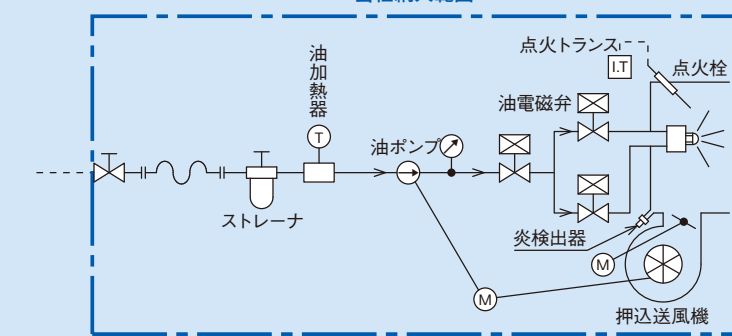 点火トランス
I.T
点火栓
油加熱器
T
油電磁弁
油ポンプ
ストレーナ
炎検出器
M
M
押込送風機